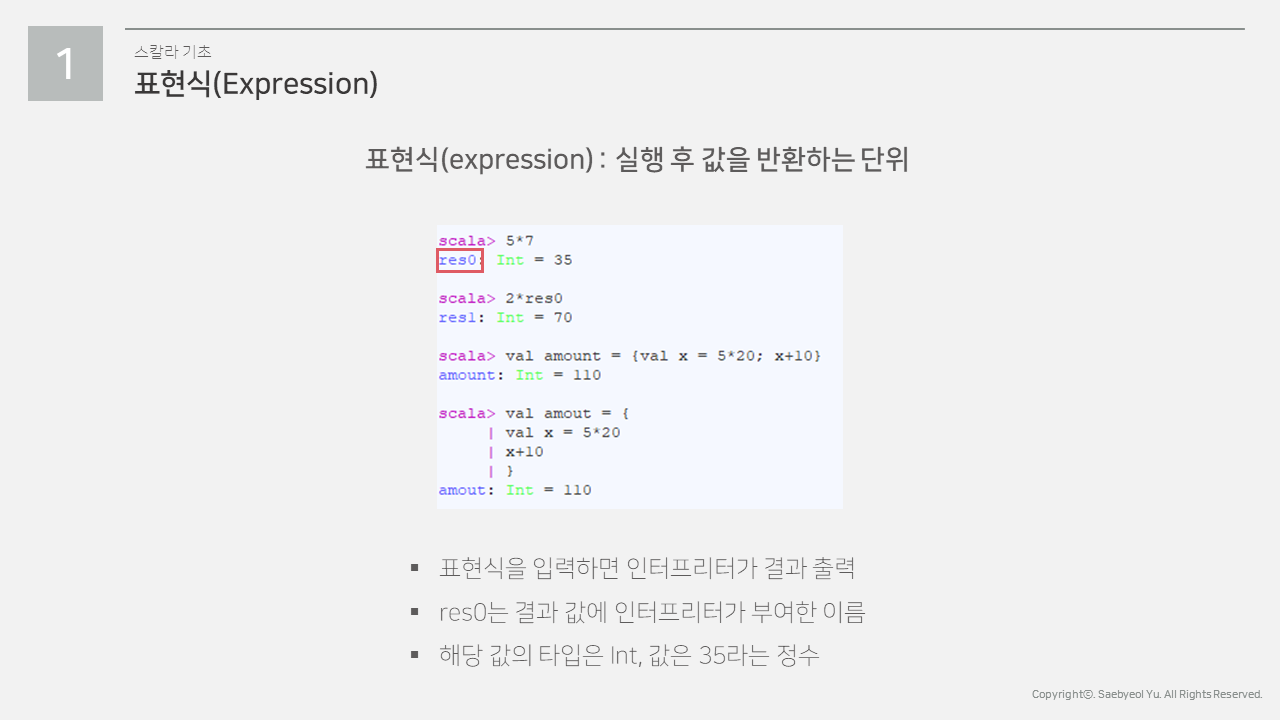 1
스칼라 기초
표현식(Expression)
표현식(expression) : 실행 후 값을 반환하는 단위
scala> 5*7
res0: Int = 35
scala> 2*res0
res1: Int = 70
scala> val amount = {val x = 5*20; x+10}
amount: Int = 110
scala> val amout = {
| val x = 5*20
| x+10
| }
amout: Int = 110
▪ 표현식을 입력하면 인터프리터가 결과 출력
▪ res0는 결과 값에 인터프리터가 부여한 이름
▪ 해당 값의 타입은 Int, 값은 35라는 정수
Copyrightⓒ. Saebyeol Yu. All Rights Reserved.